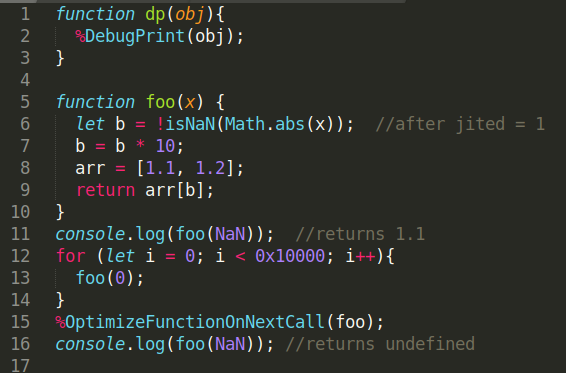 1 function dp(obj){
2 %DebugPrint(obj);
3 }
4
5 function foo(x) {
6 let b = !isNaN(Math.abs(x)); //after jited = 1
7 b = b * 10;
8 arr = [1.1, 1.2];
9 return arr[b];
10 }
11 console.log(foo(NaN)); //returns 1.1
12 for (let i = 0; i < 0x10000; i++){
13 foo(0);
14 }
15 %OptimizeFunctionOnNextCall(foo);
16 console.log(foo(NaN)); //returns undefined
17